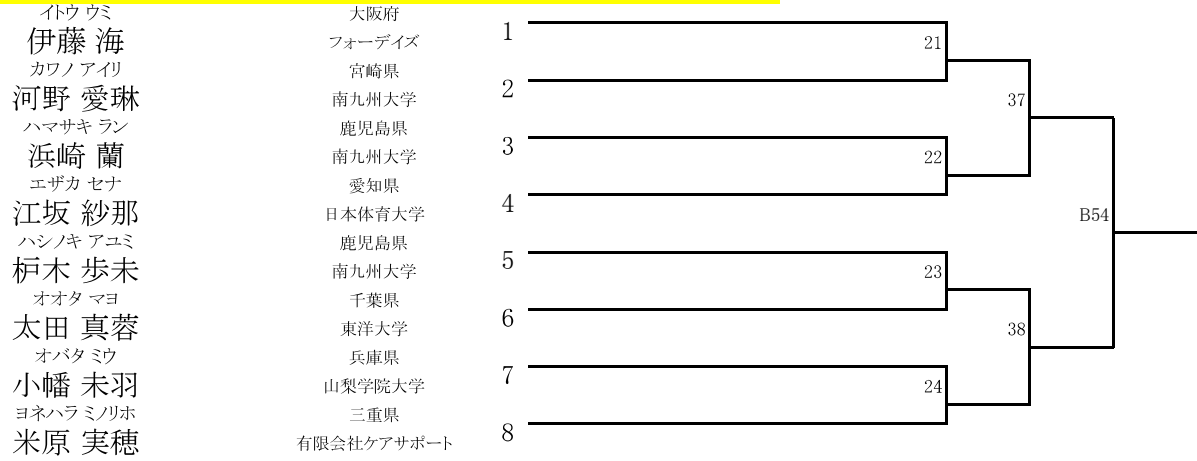 イトウ ウミ 大阪府
伊藤 海 フォーデイズ 1
21
カワノ アイリ 宮崎県
河野 愛琳 南九州大学 2
37
ハマサキ ラン 鹿児島県
浜崎 蘭 南九州大学 3
22
エザカ セナ 愛知県
江坂 紗那 日本体育大学 4
B54
ハシノキ アユミ 鹿児島県
枦木 歩未 南九州大学 5
23
オオタ マヨ 千葉県
太田 真蓉 東洋大学 6
38
オバタ ミウ 兵庫県
小幡 未羽 山梨学院大学 7
24
ヨネハラ ミノリホ 三重県
米原 実穂 有限会社ケアサポート 8